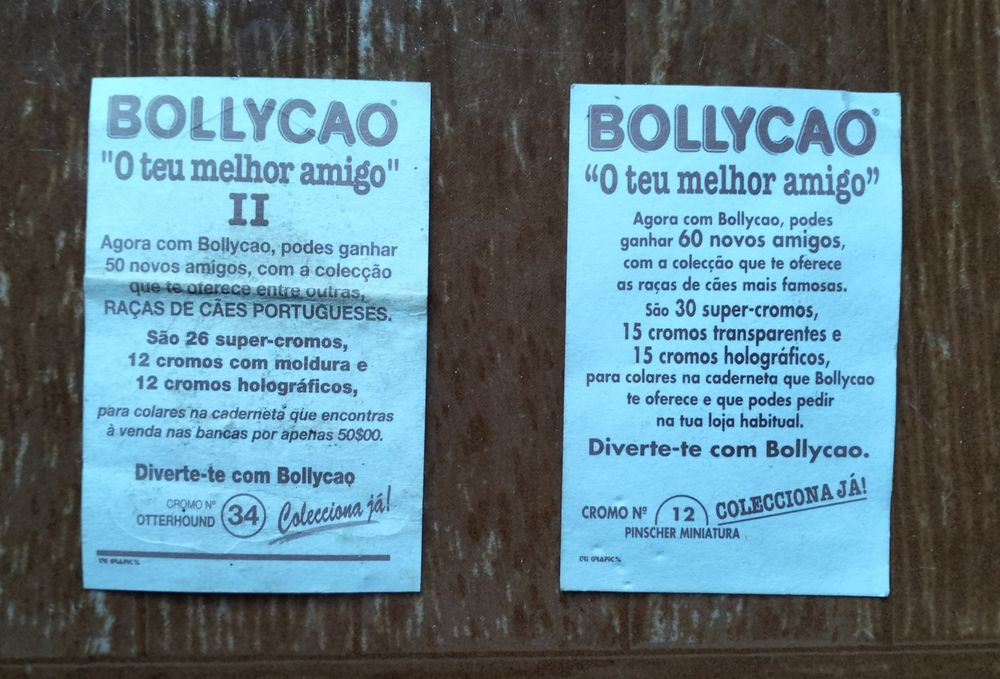 BOLLYCAO®
"O teu melhor amigo"
II
Agora com Bollycao, podes ganhar
50 novos amigos, com a colecção
que te oferece entre outras,
RAÇAS DE CÃES PORTUGUESES.
São 26 super-cromos,
12 cromos com moldura e
12 cromos holográficos,
para colares na caderneta que encontras
à venda nas bancas por apenas 50$00.
Diverte-te com Bollycao
CROMO Nº
OTTERHOUND
34
Colecciona já!
BOLLYCAO®
“O teu melhor amigo”
Agora com Bollycao, podes
ganhar 60 novos amigos,
com a colecção que te oferece
as raças de cães mais famosas.
São 30 super-cromos,
15 cromos transparentes e
15 cromos holográficos,
para colares na caderneta que Bollycao
te oferece e que podes pedir
na tua loja habitual.
Diverte-te com Bollycao.
CROMO Nº 12
PINSCHER MINIATURA
COLECCIONA JÁ!